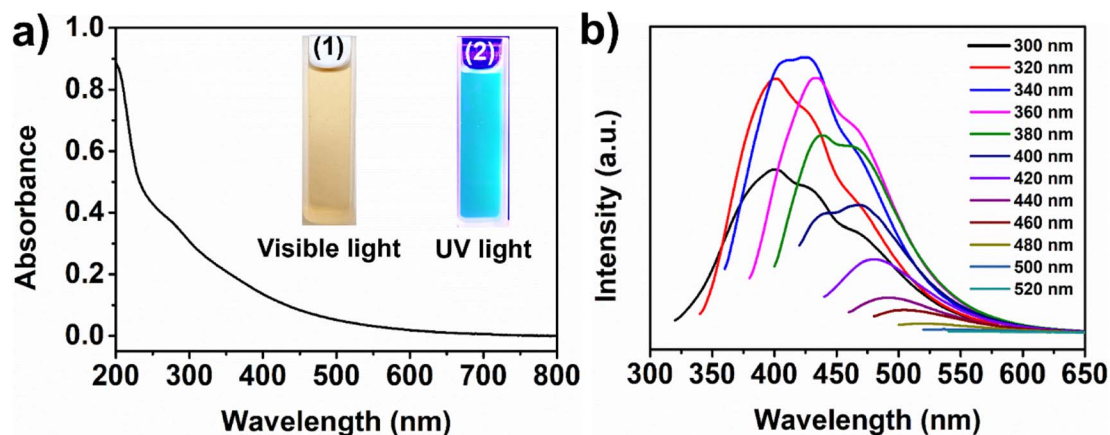 a)
Absorbance
1.0
0.8
0.6
0.4
0.2
0.0
200 300 400 500 600 700 800
Wavelength (nm)
(1)
(2)
Visible light
UV light
b)
Intensity (a.u.)
300 350 400 450 500 550 600 650
Wavelength (nm)
300 nm
320 nm
340 nm
360 nm
380 nm
400 nm
420 nm
440 nm
460 nm
480 nm
500 nm
520 nm